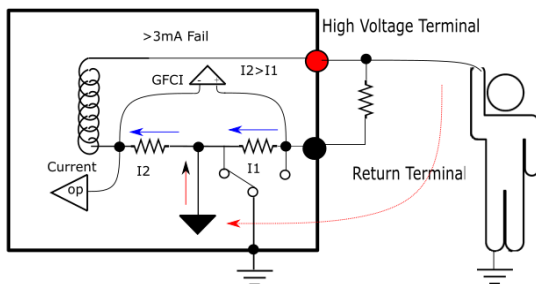 >3mA Fail
High Voltage Terminal
GFCI
- +
I2>I1
Current
op
I2
I1
Return Terminal